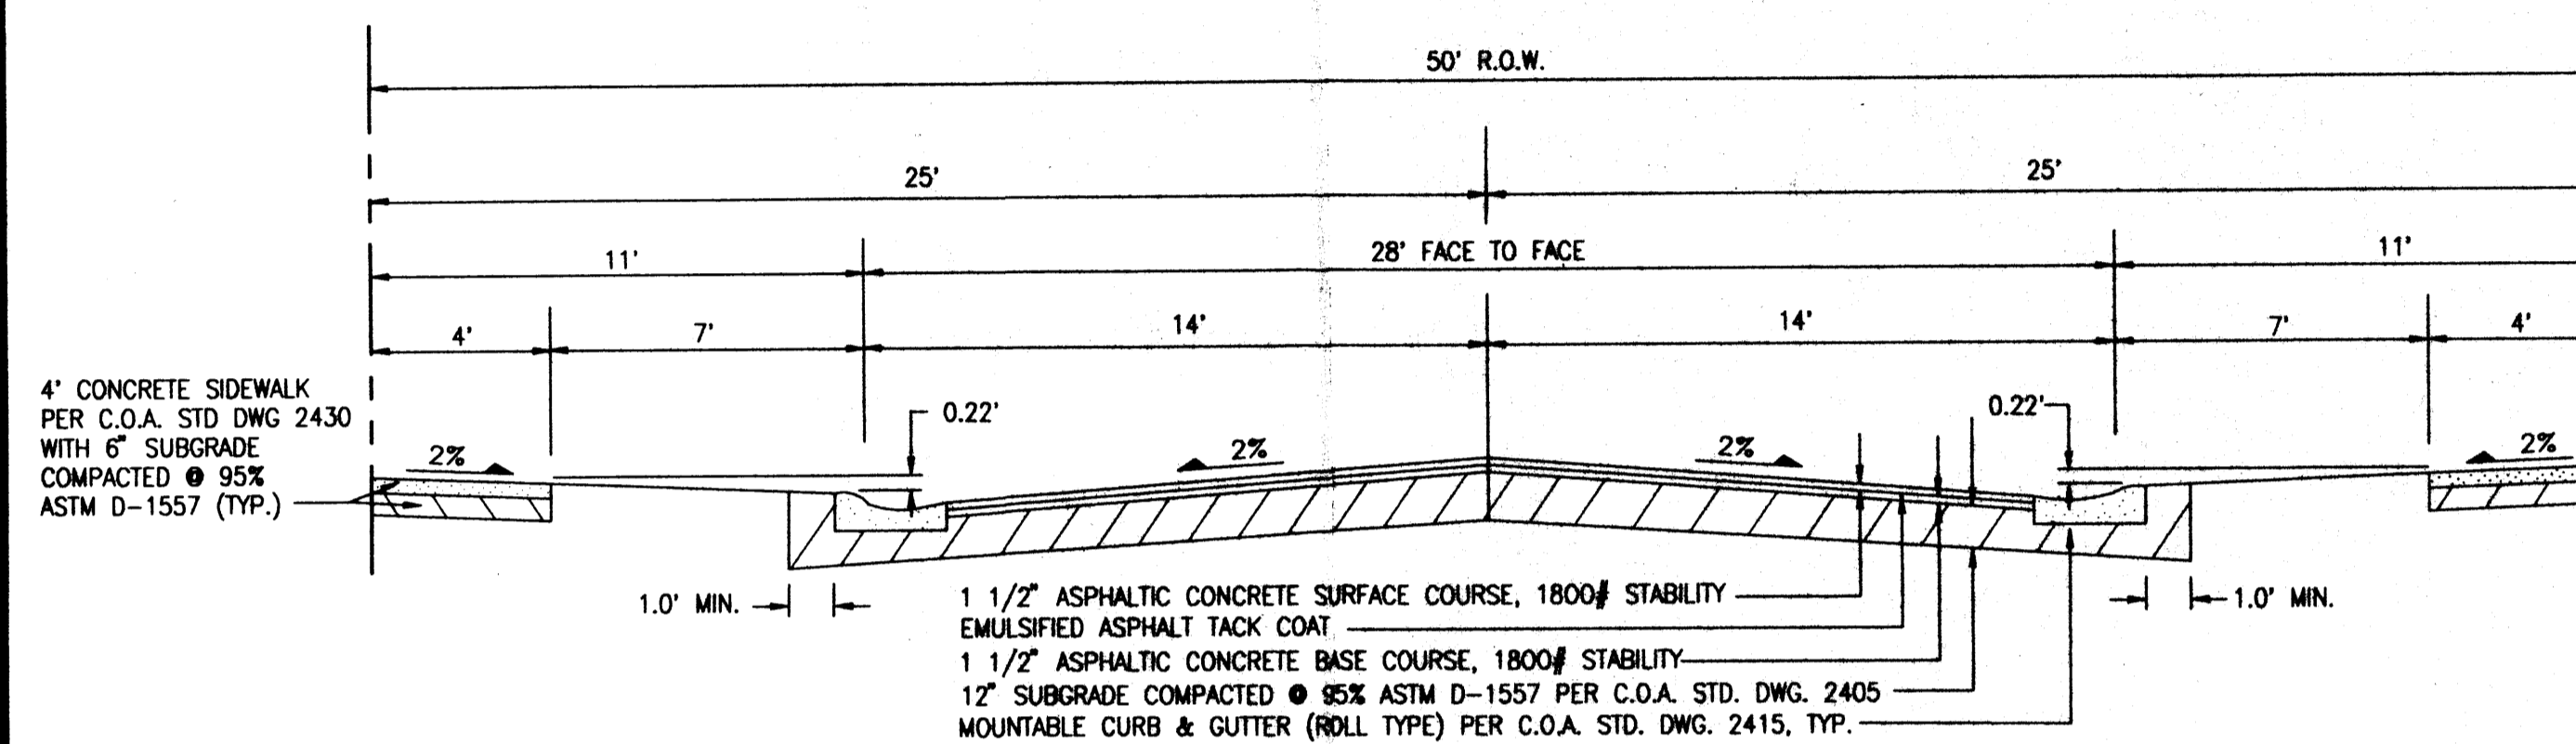 50' R.O.W.
25'
25'
11'
28' FACE TO FACE
11'
4'
7'
14'
14'
7'
4'
4' CONCRETE SIDEWALK
PER C.O.A. STD DWG 2430
WITH 6" SUBGRADE
COMPACTED @ 95%
ASTM D-1557 (TYP.)
2%
0.22'
2%
2%
0.22'
2%
1.0' MIN.
1.0' MIN.
1 1/2" ASPHALTIC CONCRETE SURFACE COURSE, 1800# STABILITY
EMULSIFIED ASPHALT TACK COAT
1 1/2" ASPHALTIC CONCRETE BASE COURSE, 1800# STABILITY
12" SUBGRADE COMPACTED @ 95% ASTM D-1557 PER C.O.A. STD. DWG. 2405
MOUNTABLE CURB & GUTTER (ROLL TYPE) PER C.O.A. STD. DWG. 2415, TYP.